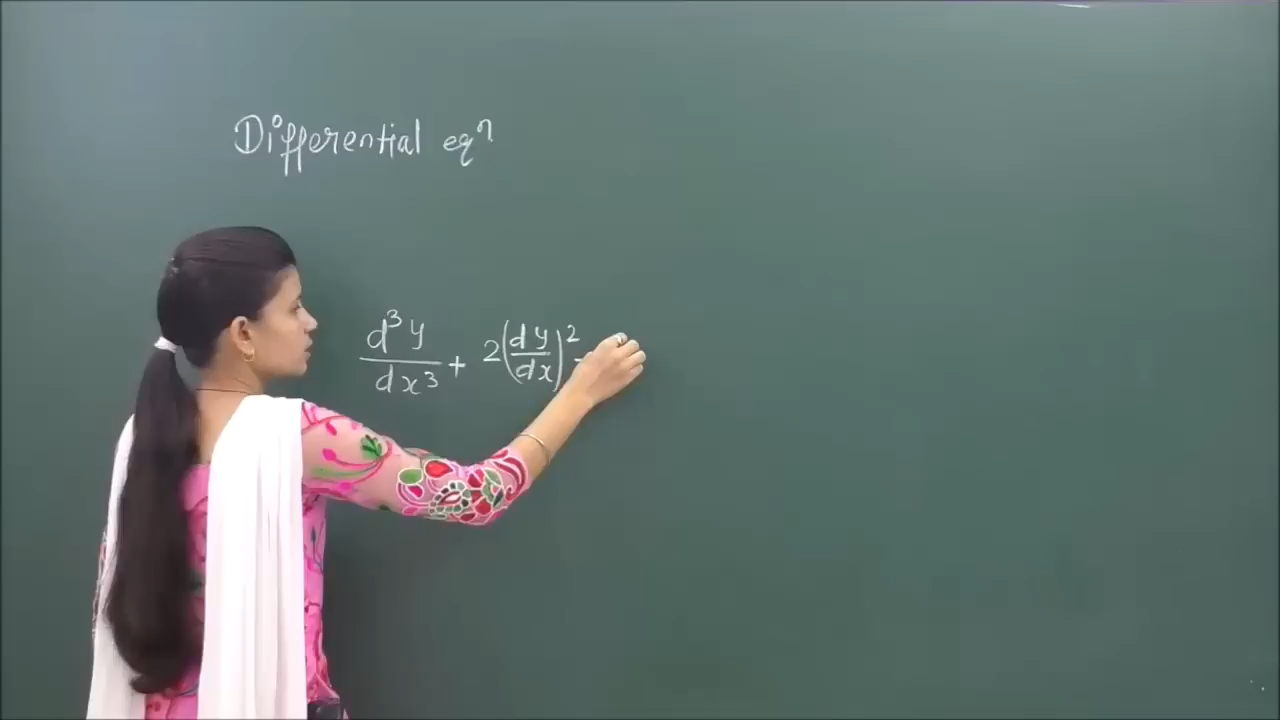 Differential eqⁿ
d³y/dx³ + 2(dy/dx)²